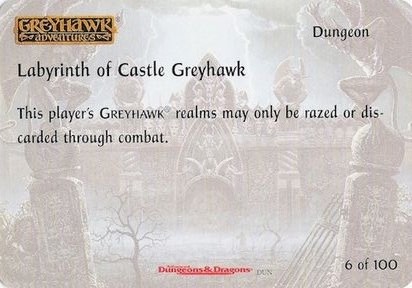 GREYHAWK
ADVENTURES
Dungeon
Labyrinth of Castle Greyhawk
This player's GREYHAWK® realms may only be razed or dis-
carded through combat.
Advanced
Dungeons & Dragons
DUN
6 of 100